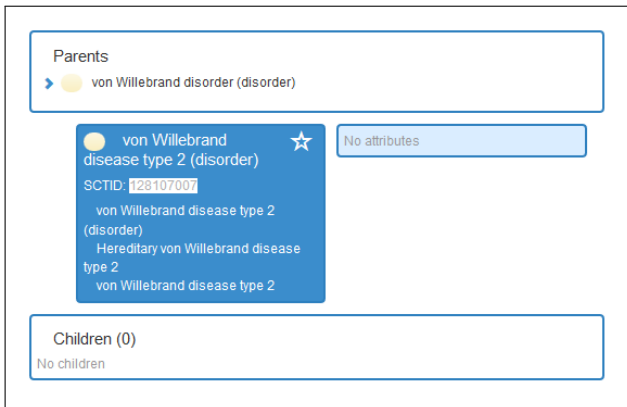 Parents
von Willebrand disorder (disorder)
von Willebrand
disease type 2 (disorder)
SCTID: 128107007
von Willebrand disease type 2
(disorder)
Hereditary von Willebrand disease
type 2
von Willebrand disease type 2
No attributes
Children (0)
No children